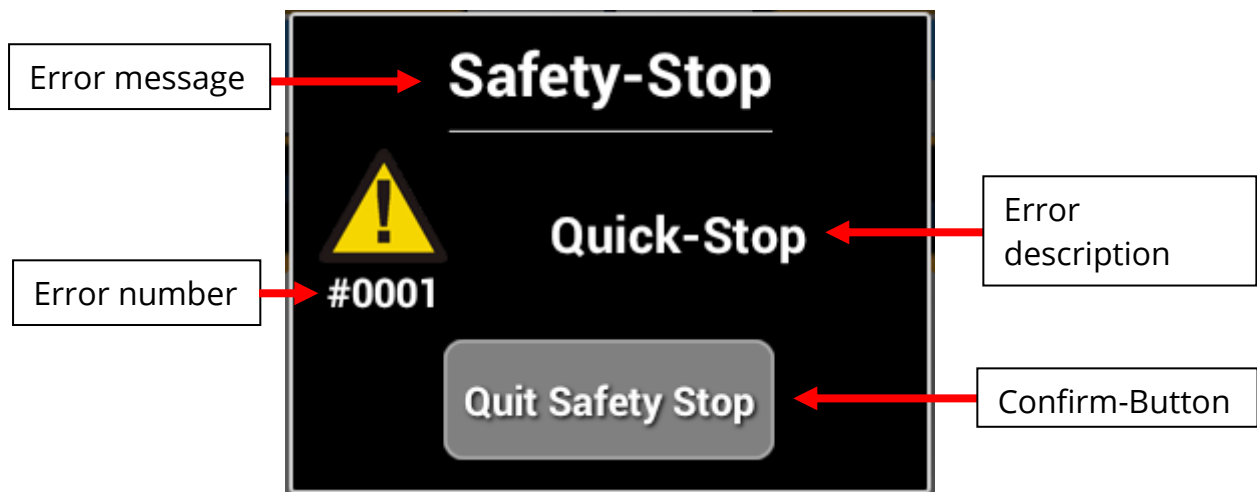 Error message
Safety-Stop
Quick-Stop
Error
description
Error number
#0001
Quit Safety Stop
Confirm-Button